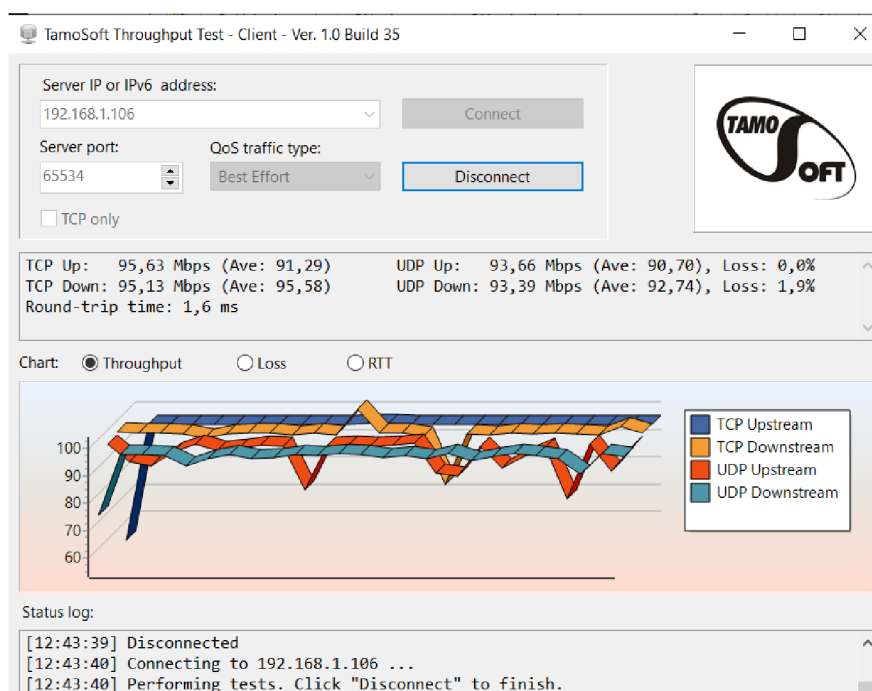 TamoSoft Throughput Test - Client - Ver. 1.0 Build 35
Server IP or IPv6 address:
192.168.1.106
Connect
Server port:
QoS traffic type:
65534
Best Effort
Disconnect
TCP only
TAMO
SOFT
TCP Up: 95,63 Mbps (Ave: 91,29) UDP Up: 93,66 Mbps (Ave: 90,70), Loss: 0,0%
TCP Down: 95,13 Mbps (Ave: 95,58) UDP Down: 93,39 Mbps (Ave: 92,74), Loss: 1,9%
Round-trip time: 1,6 ms
Chart: Throughput Loss RTT
100
90
80
70
60
TCP Upstream
TCP Downstream
UDP Upstream
UDP Downstream
Status log:
[12:43:39] Disconnected
[12:43:40] Connecting to 192.168.1.106 ...
[12:43:40] Performing tests. Click "Disconnect" to finish.